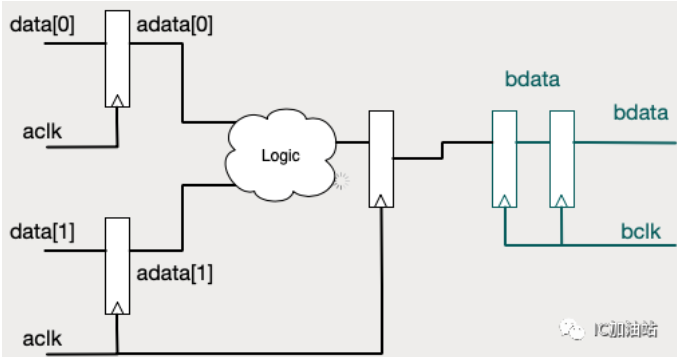 data[0]
adata[0]
aclk
Logic
bdata
bdata
data[1]
adata[1]
bclk
aclk
IC加油站